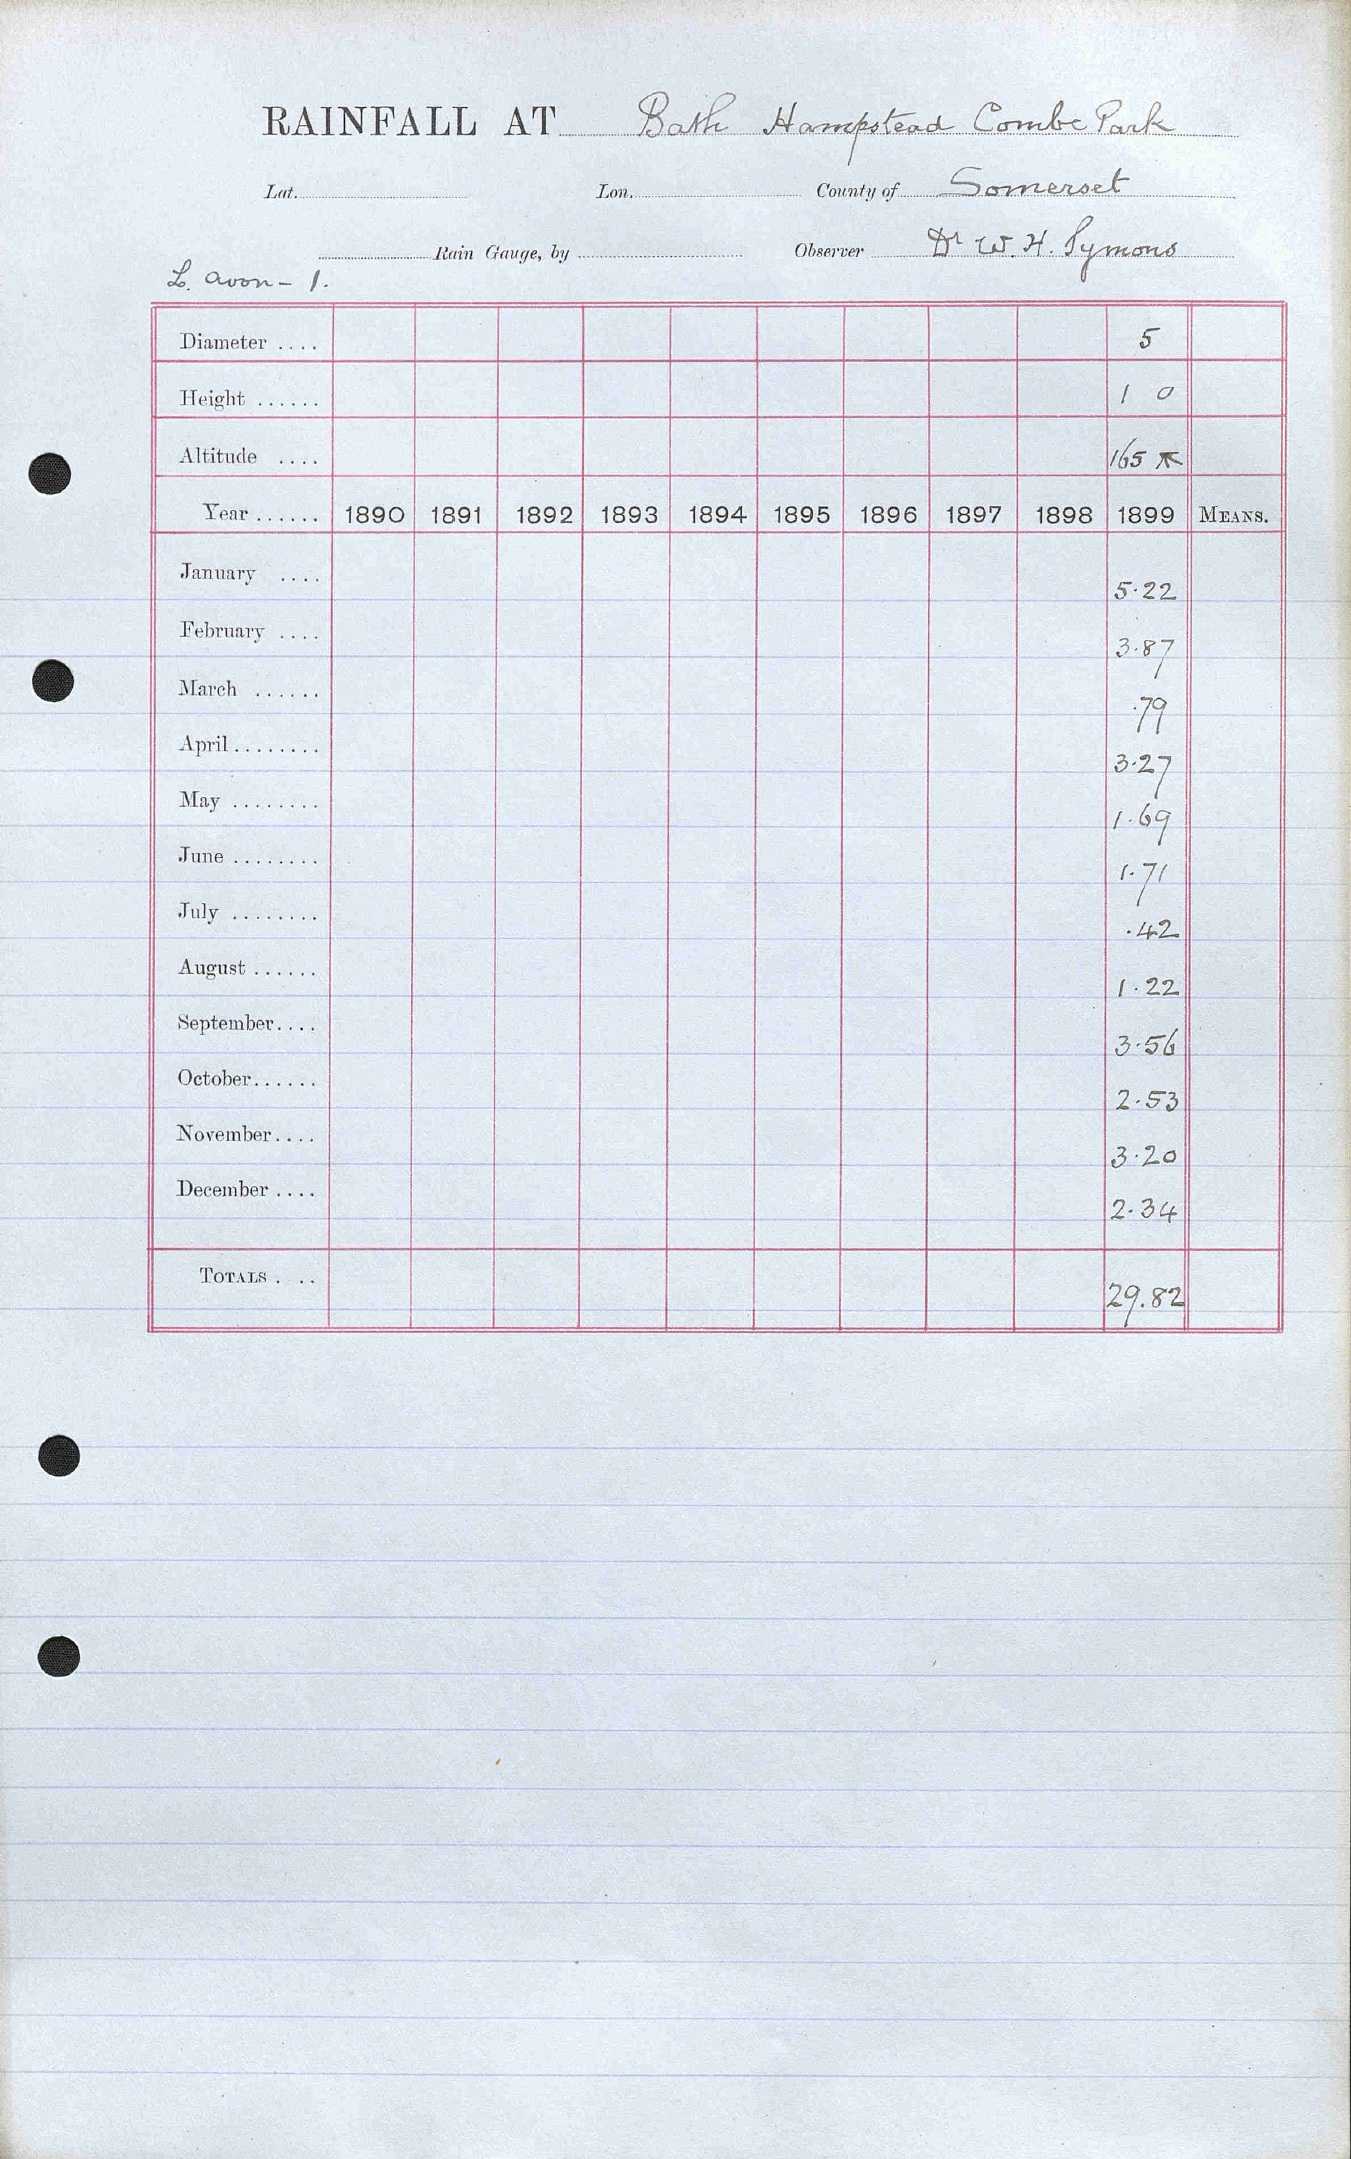 RAINFALL AT Bath Hampstead Combe Park
Lat. Lon. County of Somerset
Rain Gauge, by Observer Dr W. H. Symons
L. Avon - 1.
Diameter .... 5
Height ...... 1 0
Altitude .... 165
Year ...... 1890 1891 1892 1893 1894 1895 1896 1897 1898 1899 MEANS.
January .... 5.22
February .... 3.87
March ...... .79
April ........ 3.27
May ........ 1.69
June ........ 1.71
July ........ .42
August ...... 1.22
September.... 3.56
October...... 2.53
November.... 3.20
December .... 2.34
TOTALS . .. 29.82